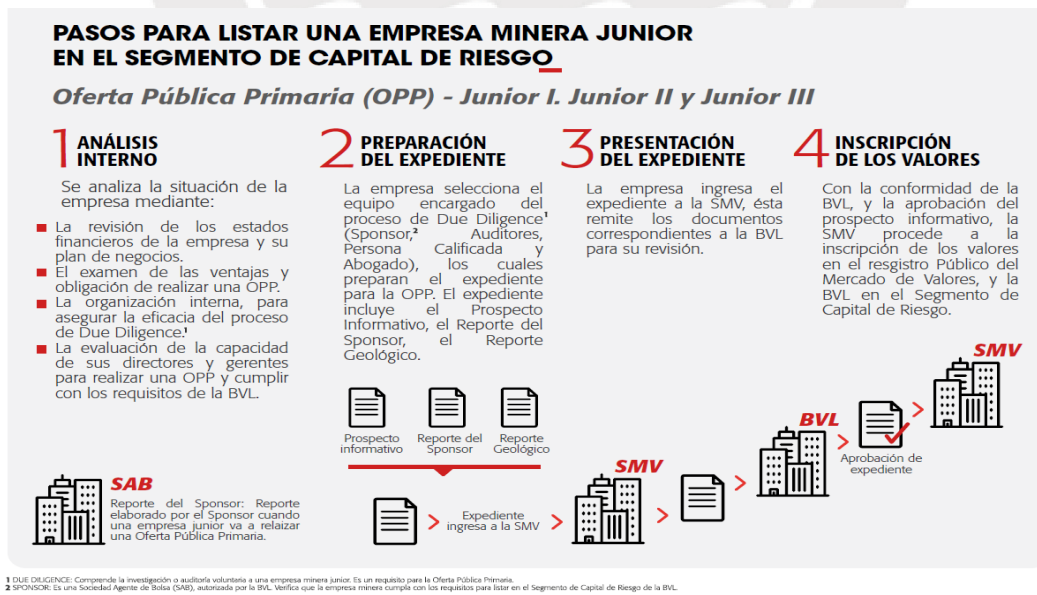 PASOS PARA LISTAR UNA EMPRESA MINERA JUNIOR
EN EL SEGMENTO DE CAPITAL DE RIESGO
Oferta Pública Primaria (OPP) - Junior I. Junior II y Junior III
1 ANÁLISIS
INTERNO
Se analiza la situación de la
empresa mediante:
La revisión de los estados
financieros de la empresa y su
plan de negocios.
El examen de las ventajas y
obligación de realizar una OPP.
La organización interna, para
asegurar la eficacia del proceso
de Due Diligence.1
La evaluación de la capacidad
de sus directores y gerentes
para realizar una OPP y cumplir
con los requisitos de la BVL.
SAB
Reporte del Sponsor: Reporte
elaborado por el Sponsor cuando
una empresa junior va a relaizar
una Oferta Pública Primaria.
2 PREPARACIÓN
DEL EXPEDIENTE
La empresa selecciona el
equipo encargado del
proceso de Due Diligence1
(Sponsor,2 Auditores,
Persona Calificada y
Abogado), los cuales
preparan el expediente
para la OPP. El expediente
incluye el Prospecto
Informativo, el Reporte del
Sponsor, el Reporte
Geológico.
Prospecto
informativo
Reporte del
Sponsor
Reporte
Geológico
Expediente
ingresa a la SMV
3 PRESENTACIÓN
DEL EXPEDIENTE
La empresa ingresa el
expediente a la SMV, ésta
remite los documentos
correspondientes a la BVL
para su revisión.
SMV
4 INSCRIPCIÓN
DE LOS VALORES
Con la conformidad de la
BVL, y la aprobación del
prospecto informativo, la
SMV procede a la
inscripción de los valores
en el resgistro Público del
Mercado de Valores, y la
BVL en el Segmento de
Capital de Riesgo.
BVL
Aprobación de
expediente
SMV
1 DUE DILIGENCE: Comprende la investigación o auditoría voluntaria a una empresa minera junior. Es un requisito para la Oferta Pública Primaria.
2 SPONSOR: Es una Sociedad Agente de Bolsa (SAB), autorizada por la BVL. Verifica que la empresa minera cumpla con los requisitos para listar en el Segmento de Capital de Riesgo de la BVL.